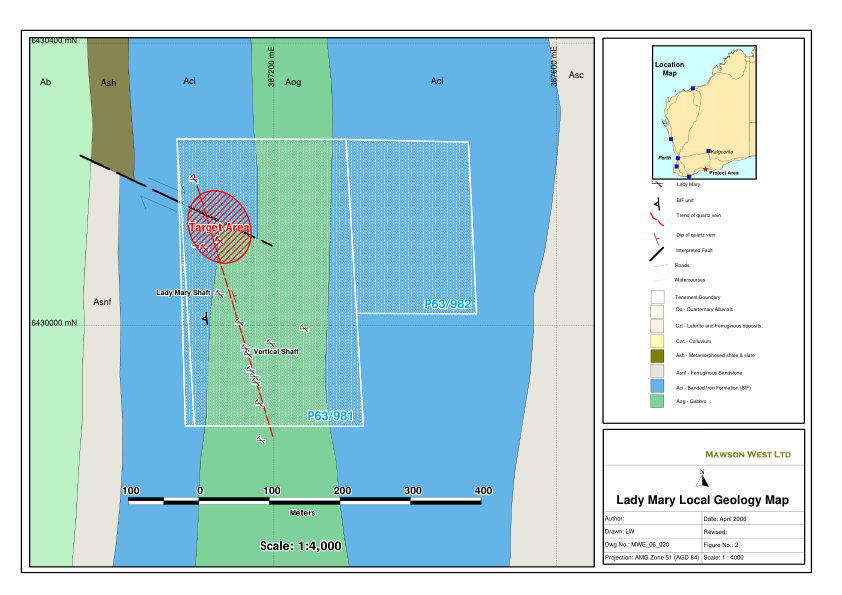 6430400 mN
387200 mE
387600 mE
Ab
Ash
Aci
Aog
Aci
Asc
Target Area
Lady Mary Shaft
P63/982
Asnf
6430000 mN
Vertical Shaft
P63/981
100 0 100 200 300 400
Meters
Scale: 1:4,000
Location
Map
Kalgoorlie
Perth
Project Area
Lady Mary
BIF unit
Trend of quartz vein
Dip of quartz vein
Interpreted Fault
Roads
Watercourses
Tenement Boundary
Qa - Quarternary Alluvials
Czl - Laterite and Ferruginous deposits.
Czc - Colluvium
Ash - Metamorphosed shale & slate
Asnf - Ferruginous Sandstone
Aci - Banded Iron Formation (BIF)
Aog - Gabbro
MAWSON WEST LTD
N
Lady Mary Local Geology Map
Author: Date: April 2006
Drawn: LW Revised:
Dwg No.: MWE_06_020 Figure No.: 2
Projection: AMG Zone 51 (AGD 84) Scale: 1 : 4000